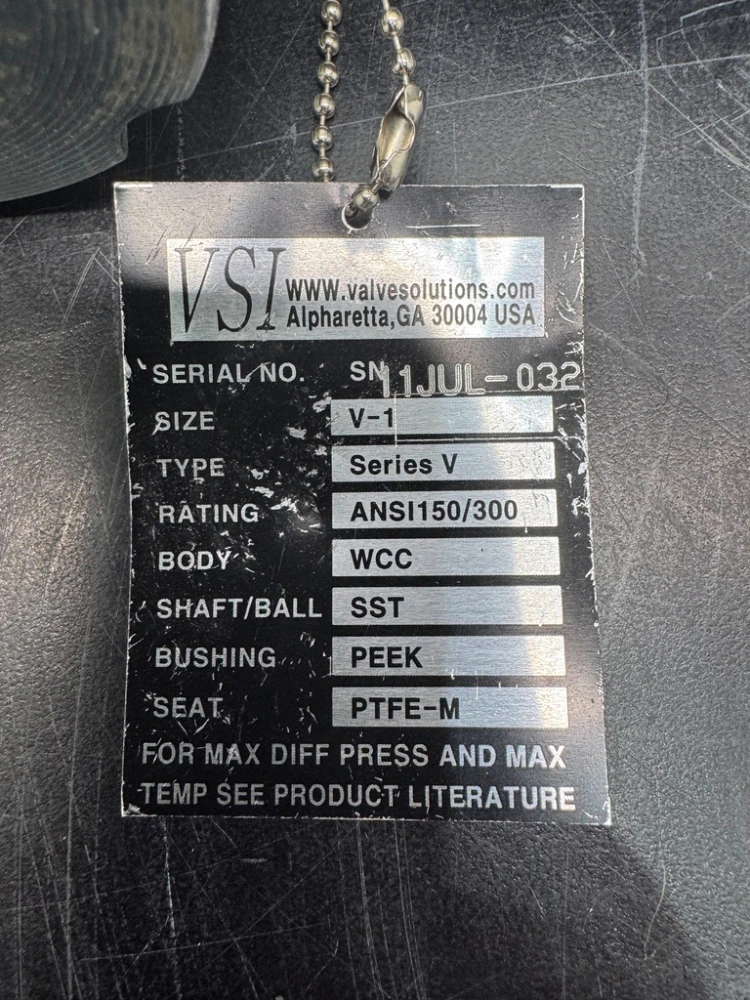 VSI
WWW.valvesolutions.com
Alpharetta,GA 30004 USA
SERIAL NO. SN 11JUL-032
SIZE V-1
TYPE Series V
RATING ANSI150/300
BODY WCC
SHAFT/BALL SST
BUSHING PEEK
SEAT PTFE-M
FOR MAX DIFF PRESS AND MAX
TEMP SEE PRODUCT LITERATURE